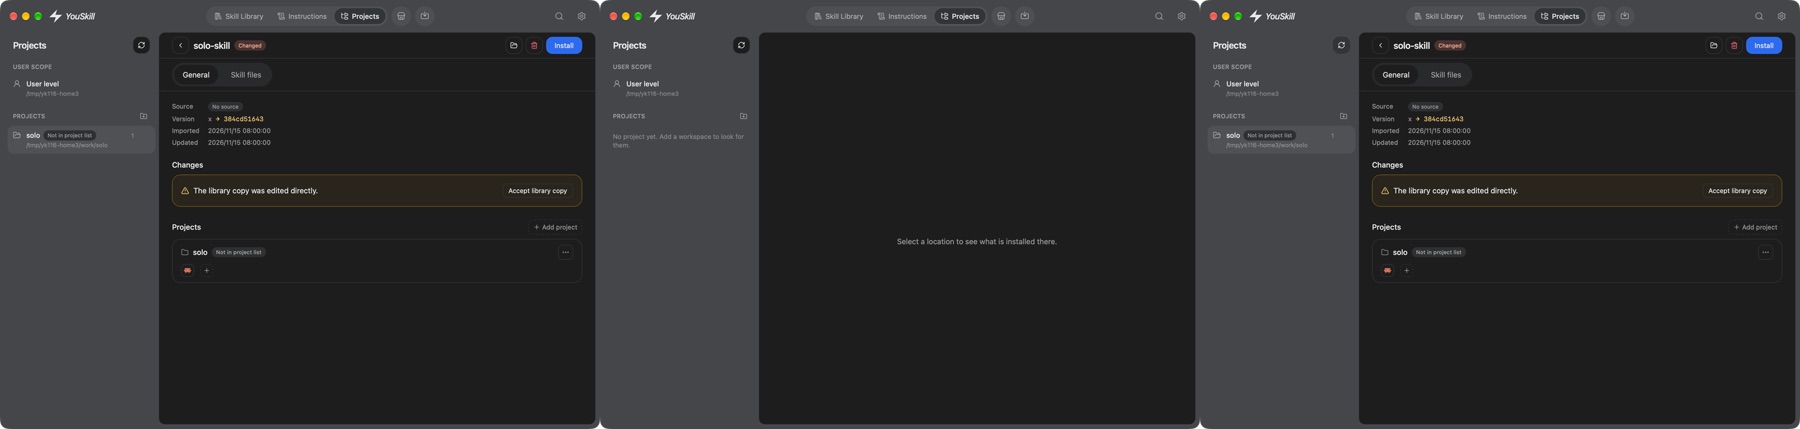 YouSkill
Skill Library
Instructions
Projects
Projects
USER SCOPE
User level
/tmp/yk116-home3
PROJECTS
solo Not in project list 1
/tmp/yk116-home3/work/solo
solo-skill Changed
Install
General
Skill files
Source No source
Version x → 384cd51643
Imported 2026/11/15 08:00:00
Updated 2026/11/15 08:00:00
Changes
The library copy was edited directly.
Accept library copy
Projects
+ Add project
solo Not in project list
YouSkill
Skill Library
Instructions
Projects
Projects
USER SCOPE
User level
/tmp/yk116-home3
PROJECTS
No project yet. Add a workspace to look for
them.
Select a location to see what is installed there.
YouSkill
Skill Library
Instructions
Projects
Projects
USER SCOPE
User level
/tmp/yk116-home3
PROJECTS
solo Not in project list 1
/tmp/yk116-home3/work/solo
solo-skill Changed
Install
General
Skill files
Source No source
Version x → 384cd51643
Imported 2026/11/15 08:00:00
Updated 2026/11/15 08:00:00
Changes
The library copy was edited directly.
Accept library copy
Projects
+ Add project
solo Not in project list